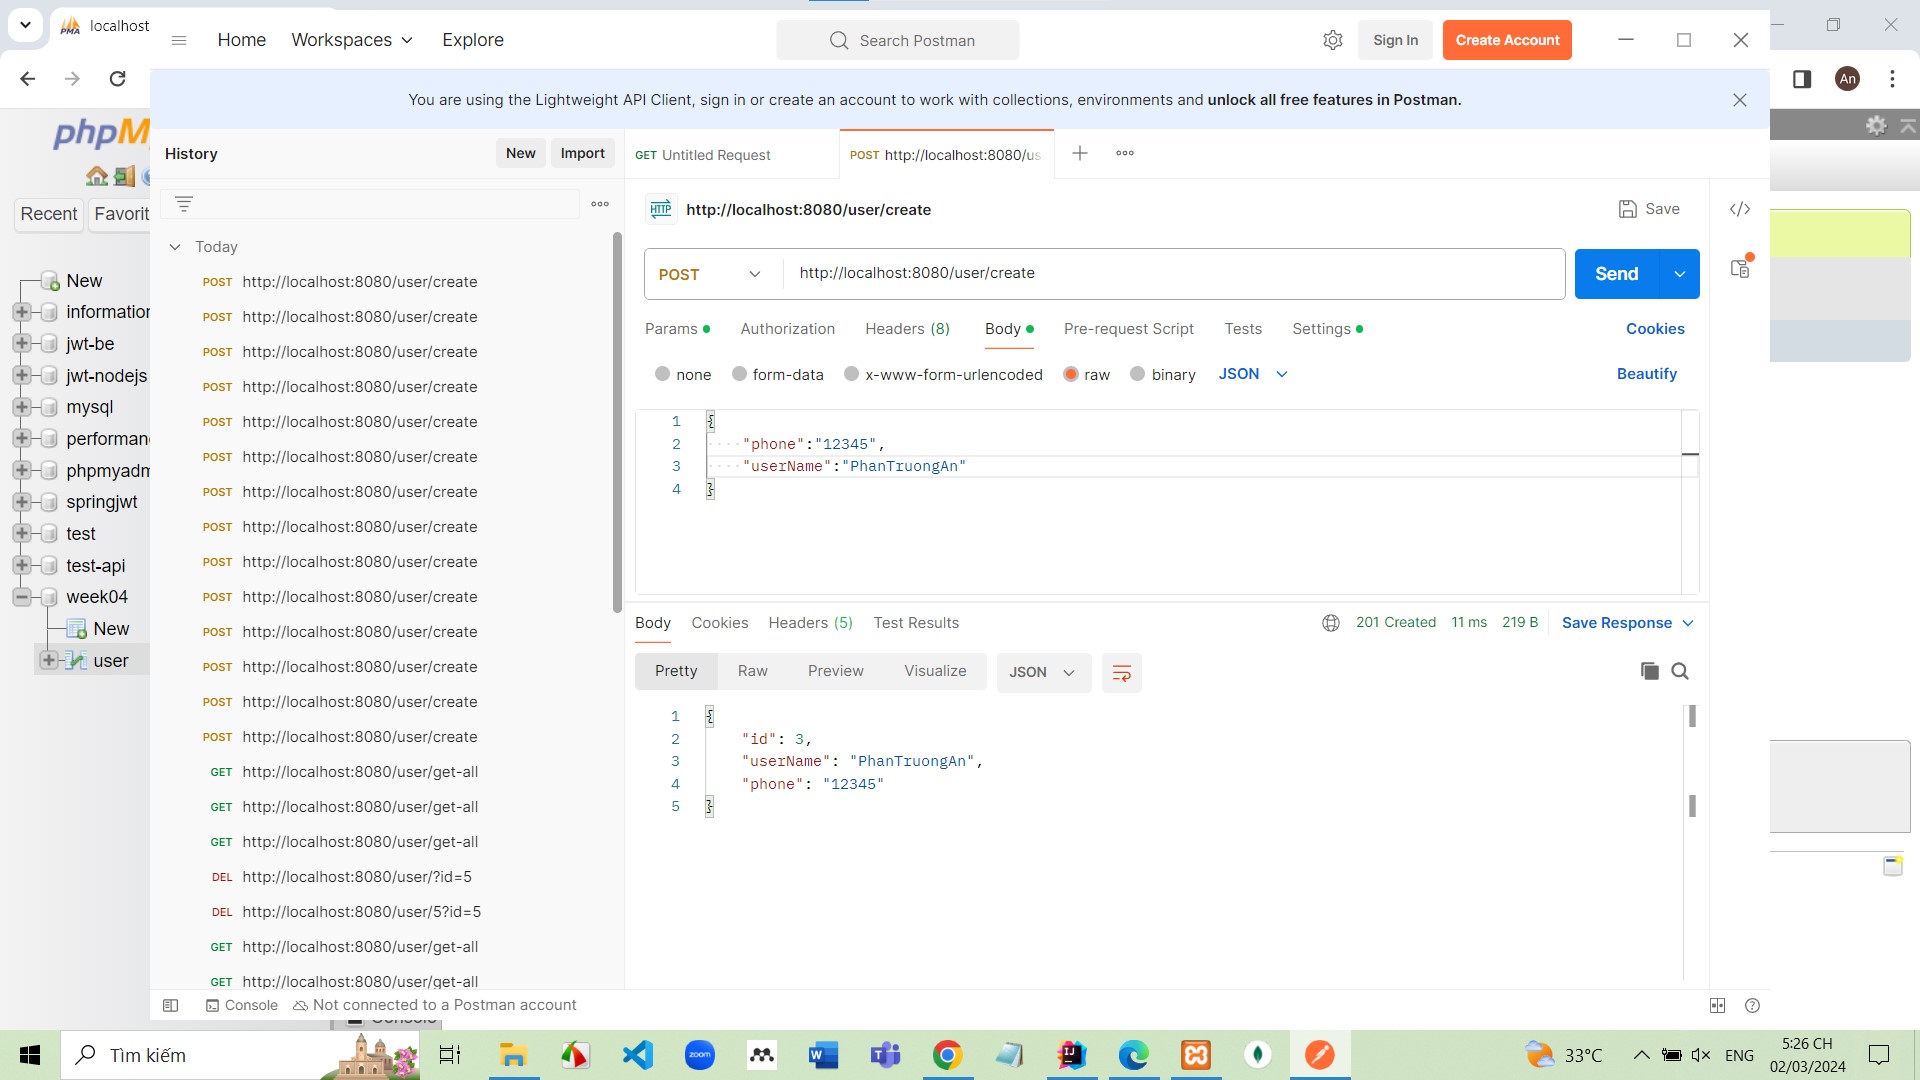 localhost
Home
Workspaces
Explore
Search Postman
Sign In
Create Account
An
You are using the Lightweight API Client, sign in or create an account to work with collections, environments and unlock all free features in Postman.
phpM
Recent
Favorit
New
information
jwt-be
jwt-nodejs
mysql
performan
phpmyadm
springjwt
test
test-api
week04
New
user
History
New
Import
Today
POST http://localhost:8080/user/create
POST http://localhost:8080/user/create
POST http://localhost:8080/user/create
POST http://localhost:8080/user/create
POST http://localhost:8080/user/create
POST http://localhost:8080/user/create
POST http://localhost:8080/user/create
POST http://localhost:8080/user/create
POST http://localhost:8080/user/create
POST http://localhost:8080/user/create
POST http://localhost:8080/user/create
POST http://localhost:8080/user/create
POST http://localhost:8080/user/create
POST http://localhost:8080/user/create
GET http://localhost:8080/user/get-all
GET http://localhost:8080/user/get-all
GET http://localhost:8080/user/get-all
DEL http://localhost:8080/user/?id=5
DEL http://localhost:8080/user/5?id=5
GET http://localhost:8080/user/get-all
GET http://localhost:8080/user/get-all
GET Untitled Request
POST http://localhost:8080/us
HTTP http://localhost:8080/user/create
Save
POST
http://localhost:8080/user/create
Send
Params
Authorization
Headers (8)
Body
Pre-request Script
Tests
Settings
Cookies
none
form-data
x-www-form-urlencoded
raw
binary
JSON
Beautify
1 {
2 "phone":"12345",
3 "userName":"PhanTruongAn"
4 }
Body
Cookies
Headers (5)
Test Results
201 Created
11 ms
219 B
Save Response
Pretty
Raw
Preview
Visualize
JSON
1 {
2 "id": 3,
3 "userName": "PhanTruongAn",
4 "phone": "12345"
5 }
Console
Not connected to a Postman account
Console
Tìm kiếm
zoom
33°C
ENG
5:26 CH
02/03/2024